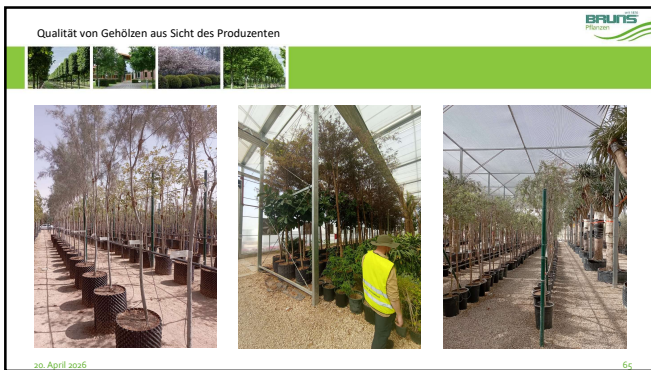 Qualität von Gehölzen aus Sicht des Produzenten
BRUNS
Pflanzen
20. April 2026
65